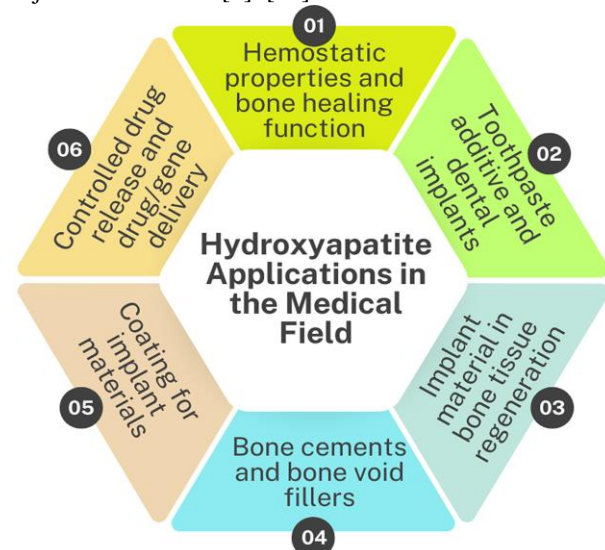 01
Hemostatic
properties and
bone healing
function
02
Toothpaste
additive and
dental
implants
03
Implant
material in
bone tissue
regeneration
04
Bone cements
and bone void
fillers
05
Coating for
implant
materials
06
Controlled drug
release and
drug/gene
delivery
Hydroxyapatite
Applications in
the Medical
Field